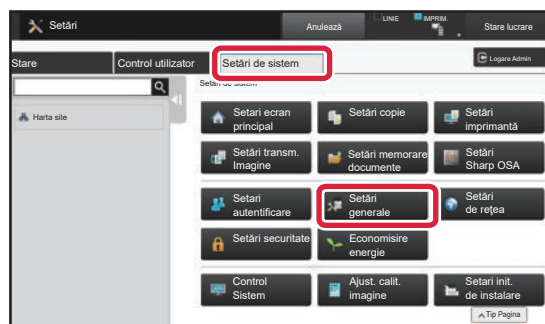 Setări
Anulează
LINIE
IMPRIM.
Stare lucrare
Stare
Control utilizator
Setări de sistem
Logare Admin
Setări de sistem
Harta site
Setari ecran
principal
Setări copie
Setări
imprimantă
Setări transm.
Imagine
Setări memorare
documente
Setări
Sharp OSA
Setari
autentificare
Setări
generale
Setări
de reţea
Setări securitate
Economisire
energie
Control
Sistem
Ajust. calit.
imagine
Setari init.
de instalare
Tip Pagina